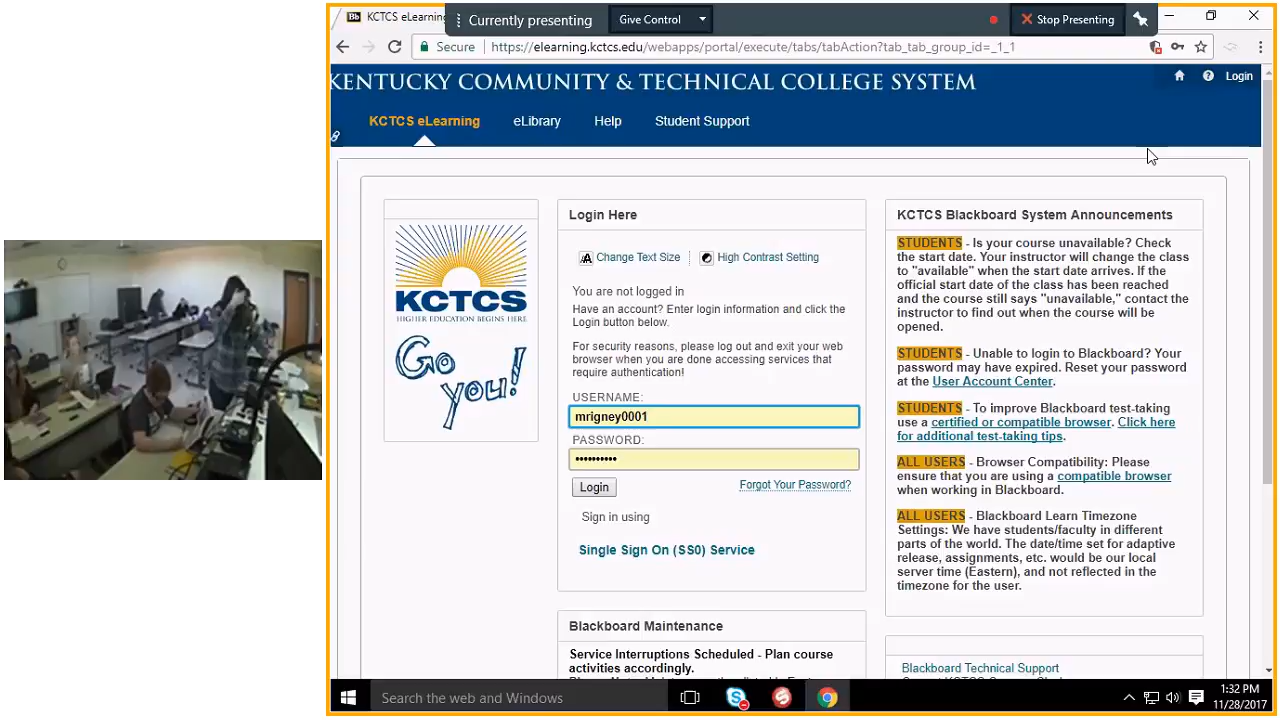 KCTCS eLearning
Currently presenting
Give Control
Stop Presenting
Secure
https://elearning.kctcs.edu/webapps/portal/execute/tabs/tabAction?tab_tab_group_id=_1_1
KENTUCKY COMMUNITY & TECHNICAL COLLEGE SYSTEM
Login
KCTCS eLearning
eLibrary
Help
Student Support
KCTCS
HIGHER EDUCATION BEGINS HERE
Go
you!
Login Here
Change Text Size
High Contrast Setting
You are not logged in
Have an account? Enter login information and click the
Login button below.
For security reasons, please log out and exit your web
browser when you are done accessing services that
require authentication!
USERNAME:
mrigney0001
PASSWORD:
••••••••••
Login
Forgot Your Password?
Sign in using
Single Sign On (SS0) Service
Blackboard Maintenance
Service Interruptions Scheduled - Plan course
activities accordingly.
KCTCS Blackboard System Announcements
STUDENTS - Is your course unavailable? Check
the start date. Your instructor will change the class
to "available" when the start date arrives. If the
official start date of the class has been reached
and the course still says "unavailable," contact the
instructor to find out when the course will be
opened.
STUDENTS - Unable to login to Blackboard? Your
password may have expired. Reset your password
at the User Account Center.
STUDENTS - To improve Blackboard test-taking
use a certified or compatible browser. Click here
for additional test-taking tips.
ALL USERS - Browser Compatibility: Please
ensure that you are using a compatible browser
when working in Blackboard.
ALL USERS - Blackboard Learn Timezone
Settings: We have students/faculty in different
parts of the world. The date/time set for adaptive
release, assignments, etc. would be our local
server time (Eastern), and not reflected in the
timezone for the user.
Blackboard Technical Support
Search the web and Windows
1:32 PM
11/28/2017